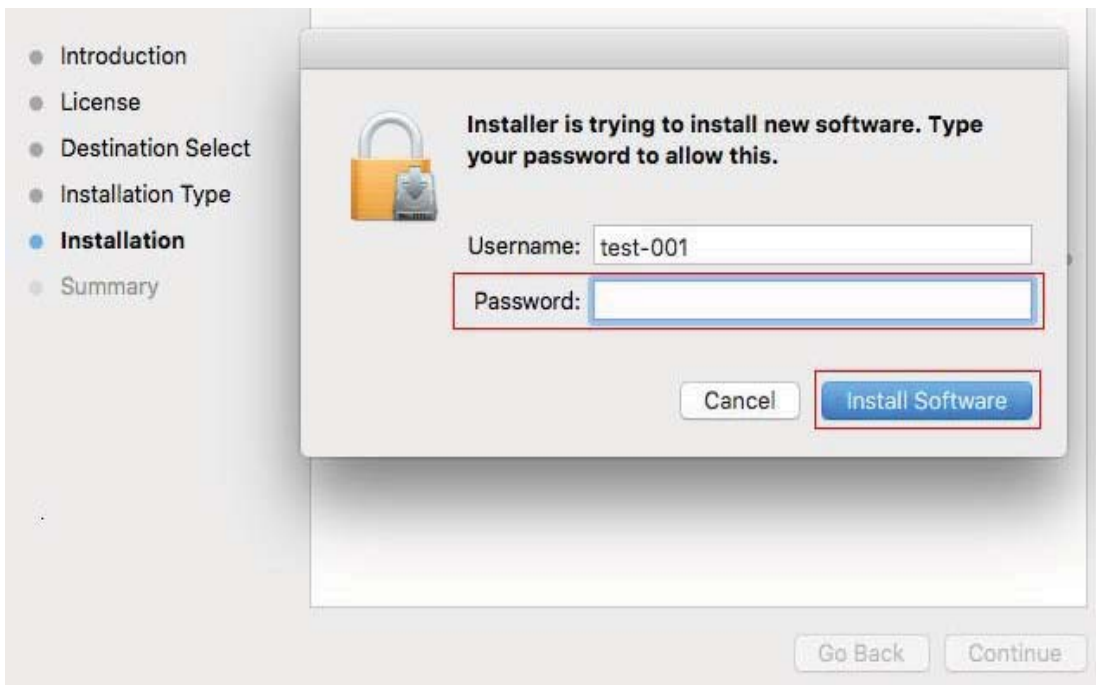 Introduction
License
Destination Select
Installation Type
Installation
Summary
Installer is trying to install new software. Type
your password to allow this.
Username: test-001
Password:
Cancel
Install Software
Go Back
Continue